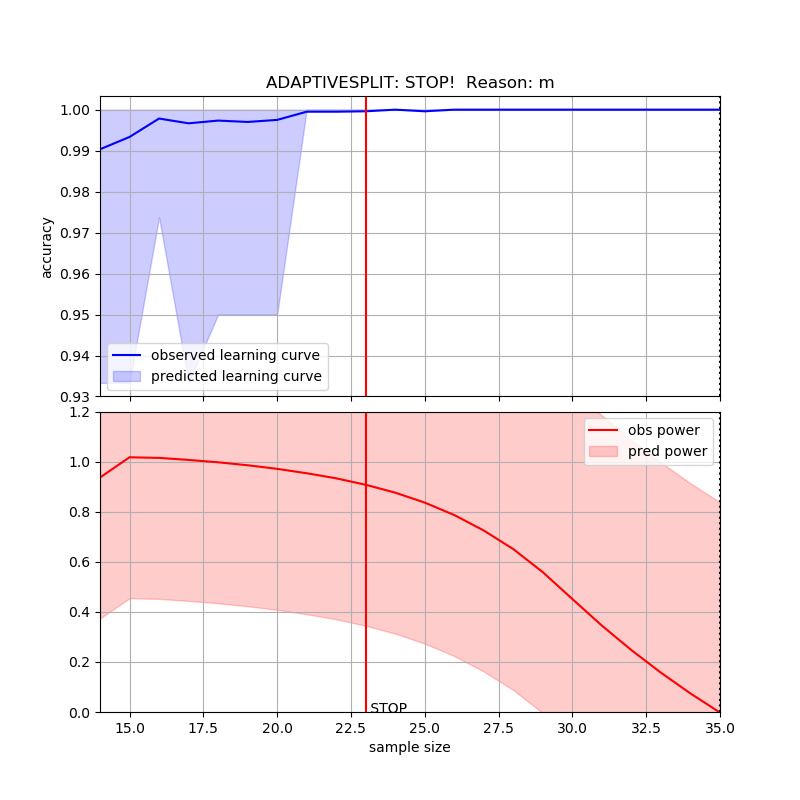 ADAPTIVESPLIT: STOP!  Reason: m
1.00
0.99
0.98
0.97
0.96
0.95
0.94
0.93
accuracy
observed learning curve
predicted learning curve
1.2
1.0
0.8
0.6
0.4
0.2
0.0
obs power
pred power
STOP
15.0 17.5 20.0 22.5 25.0 27.5 30.0 32.5 35.0
sample size